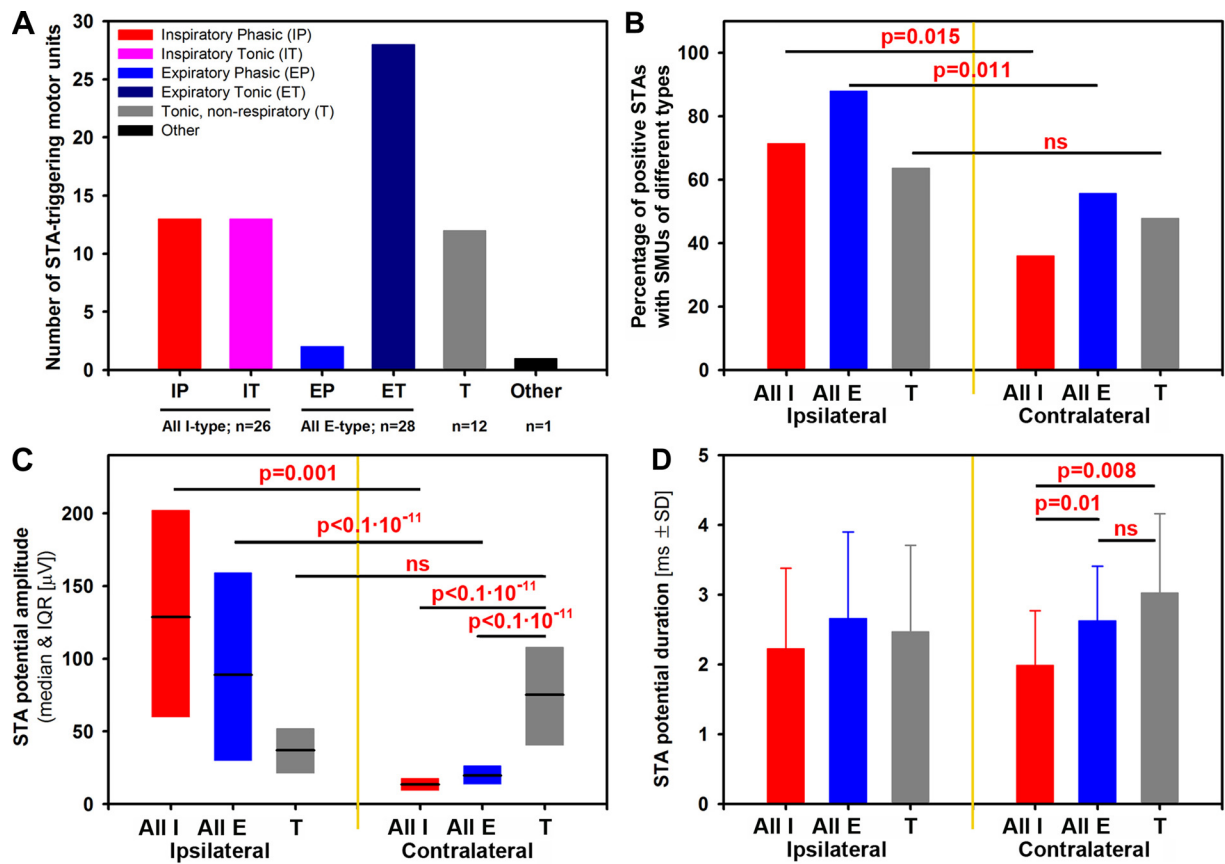 A
Number of STA-triggering motor units
30
25
20
15
10
5
0
Inspiratory Phasic (IP)
Inspiratory Tonic (IT)
Expiratory Phasic (EP)
Expiratory Tonic (ET)
Tonic, non-respiratory (T)
Other
IP IT EP ET T Other
All I-type; n=26 All E-type; n=28 n=12 n=1
B
Percentage of positive STAs
with SMUs of different types
100
80
60
40
20
0
p=0.015
p=0.011
ns
All I All E T All I All E T
Ipsilateral Contralateral
C
STA potential amplitude
(median & IQR [µV])
200
150
100
50
0
p=0.001
p<0.1·10⁻¹¹
ns
p<0.1·10⁻¹¹
p<0.1·10⁻¹¹
All I All E T All I All E T
Ipsilateral Contralateral
D
STA potential duration [ms ± SD]
5
4
3
2
1
0
p=0.008
p=0.01
ns
All I All E T All I All E T
Ipsilateral Contralateral